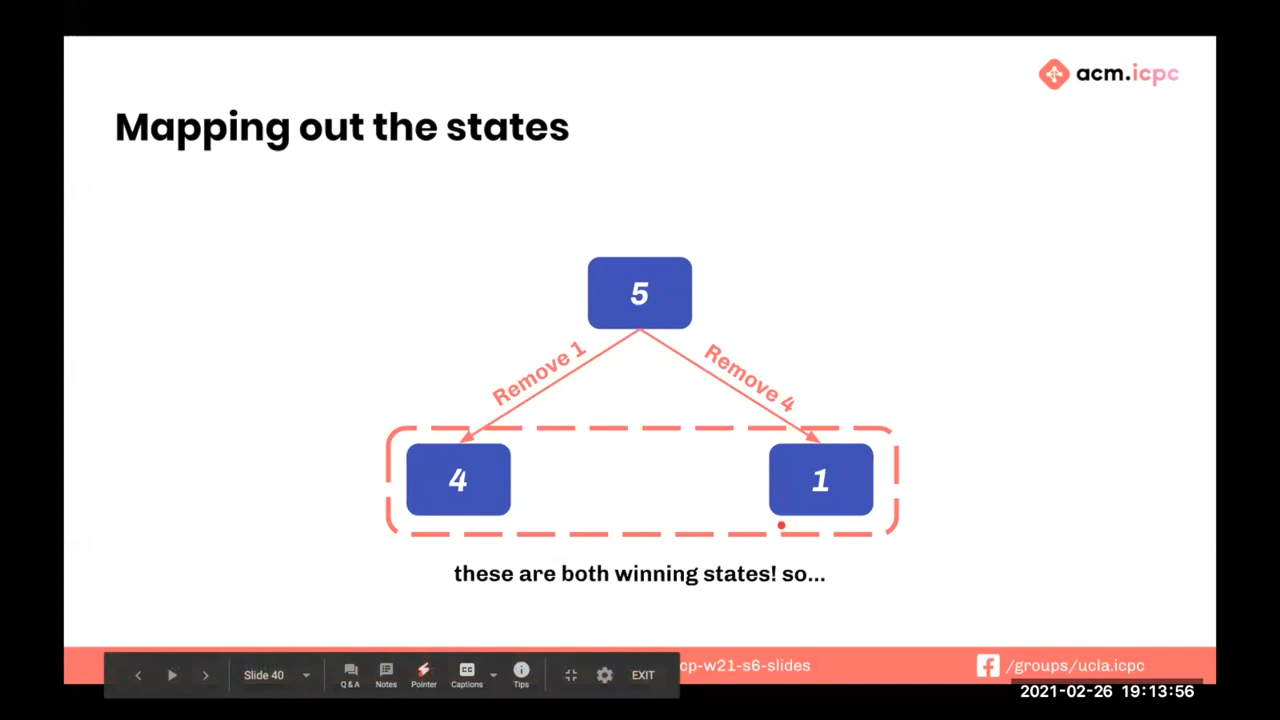 acm.icpc
Mapping out the states
5
Remove 1
Remove 4
4
1
these are both winning states! so...
Slide 40
Q & A
Notes
Pointer
Captions
Tips
EXIT
cp-w21-s6-slides
/groups/ucla.icpc
2021-02-26 19:13:56